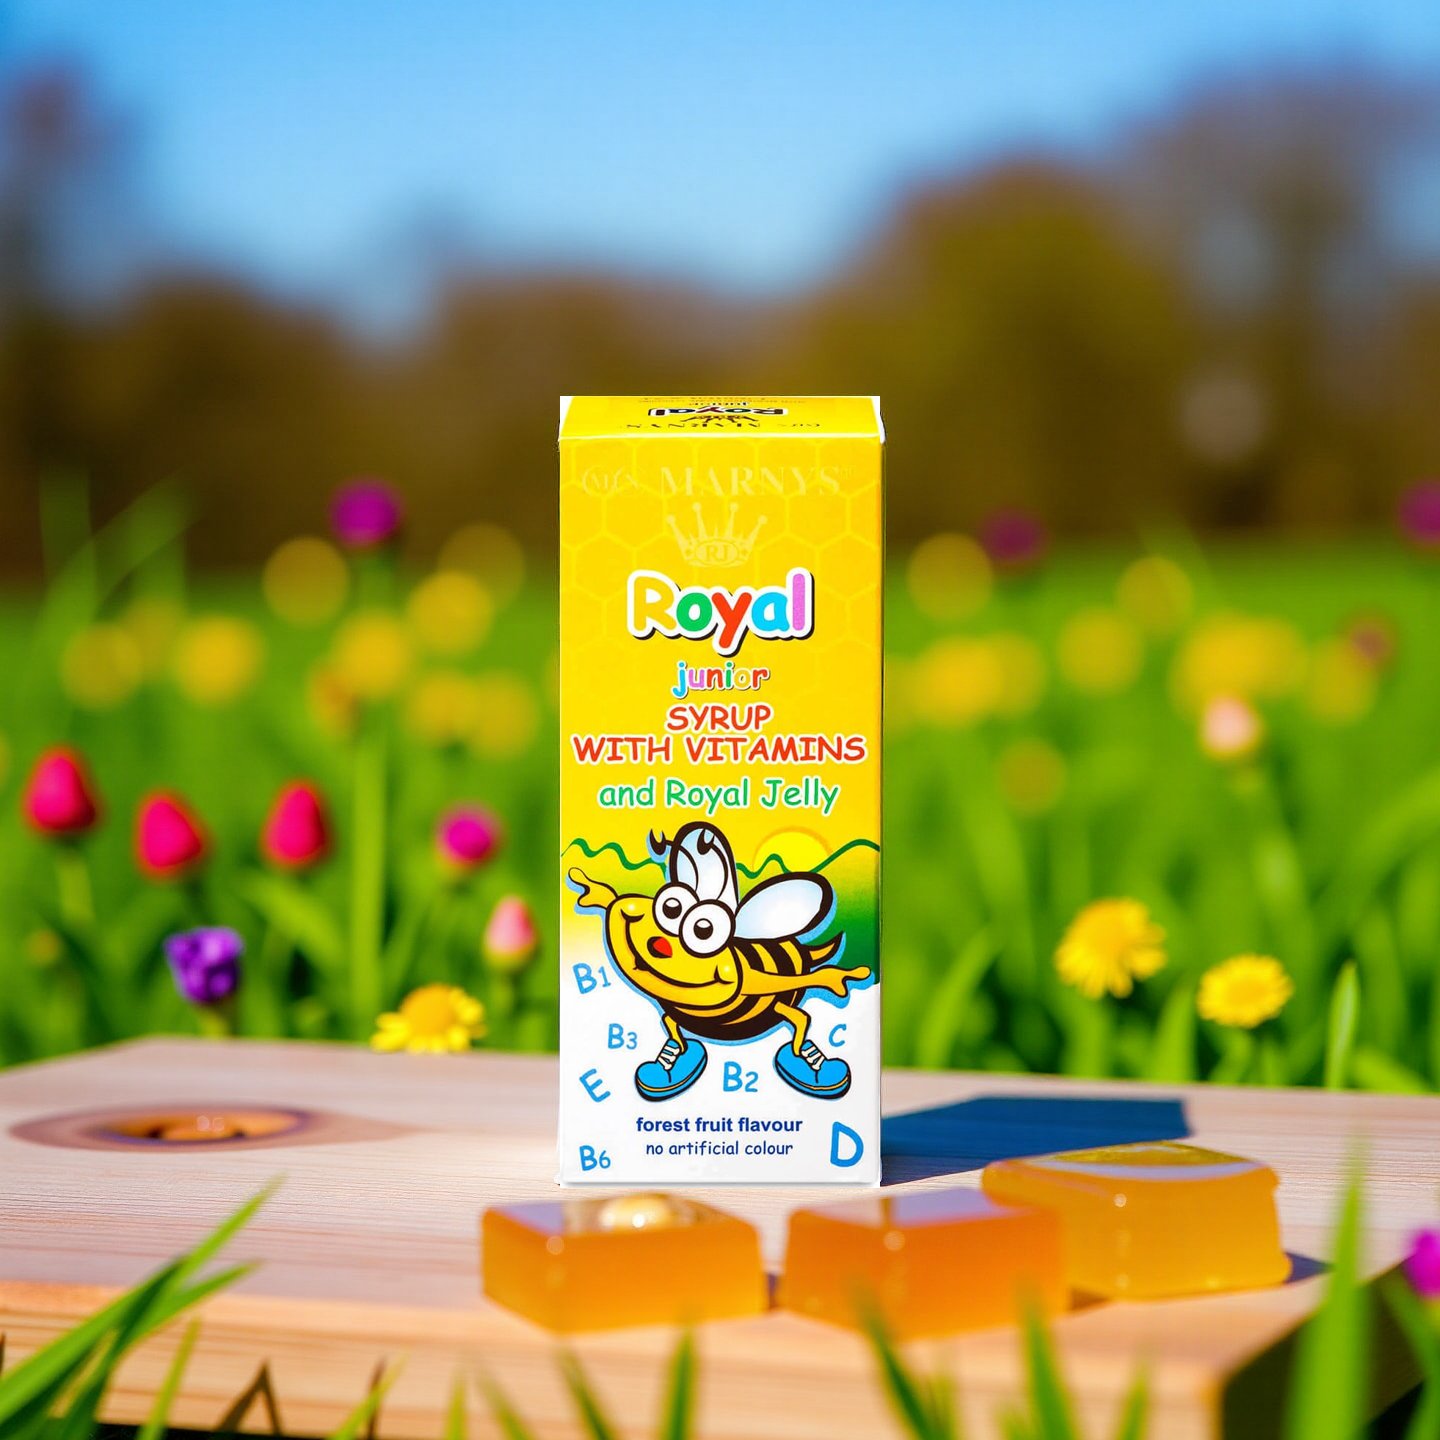 MARNYS
RJ
Royal
junior
SYRUP
WITH VITAMINS
and Royal Jelly
B1
B3
C
E
B2
forest fruit flavour
no artificial colour
B6
D